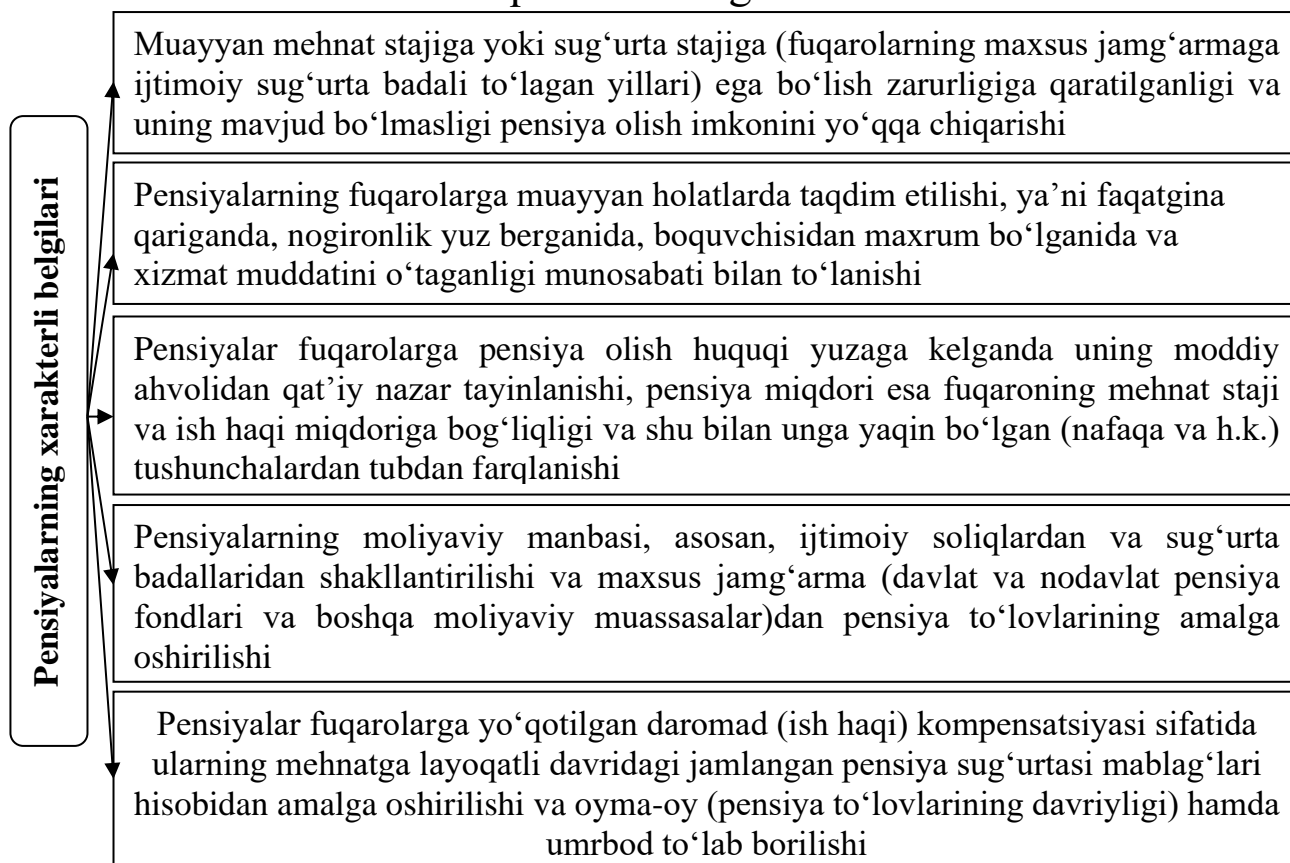 Pensiyalarning xarakterli belgilari
Muayyan mehnat stajiga yoki sug‘urta stajiga (fuqarolarning maxsus jamg‘armaga
ijtimoiy sug‘urta badali to‘lagan yillari) ega bo‘lish zarurligiga qaratilganligi va
uning mavjud bo‘lmasligi pensiya olish imkonini yo‘qqa chiqarishi
Pensiyalarning fuqarolarga muayyan holatlarda taqdim etilishi, ya’ni faqatgina
qariganda, nogironlik yuz berganida, boquvchisidan maxrum bo‘lganida va
xizmat muddatini o‘taganligi munosabati bilan to‘lanishi
Pensiyalar fuqarolarga pensiya olish huquqi yuzaga kelganda uning moddiy
ahvolidan qat’iy nazar tayinlanishi, pensiya miqdori esa fuqaroning mehnat staji
va ish haqi miqdoriga bog‘liqligi va shu bilan unga yaqin bo‘lgan (nafaqa va h.k.)
tushunchalardan tubdan farqlanishi
Pensiyalarning moliyaviy manbasi, asosan, ijtimoiy soliqlardan va sug‘urta
badallaridan shakllantirilishi va maxsus jamg‘arma (davlat va nodavlat pensiya
fondlari va boshqa moliyaviy muassasalar)dan pensiya to‘lovlarining amalga
oshirilishi
Pensiyalar fuqarolarga yo‘qotilgan daromad (ish haqi) kompensatsiyasi sifatida
ularning mehnatga layoqatli davridagi jamlangan pensiya sug‘urtasi mablag‘lari
hisobidan amalga oshirilishi va oyma-oy (pensiya to‘lovlarining davriyligi) hamda
umrbod to‘lab borilishi